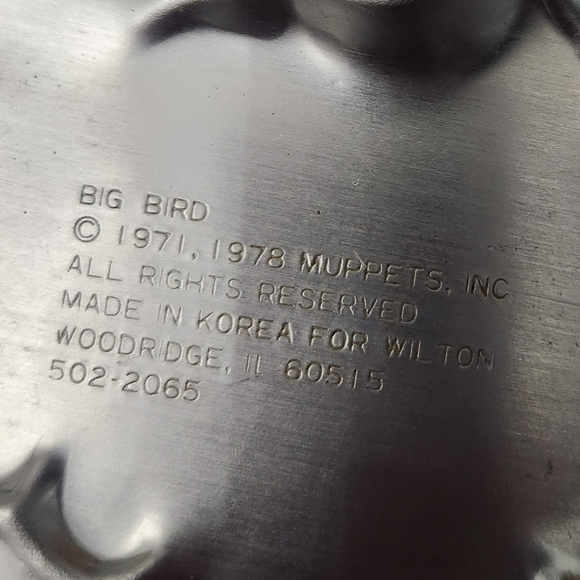 BIG BIRD
© 1971, 1978 MUPPETS, INC
ALL RIGHTS RESERVED
MADE IN KOREA FOR WILTON
WOODRIDGE, IL 60515
502-2065